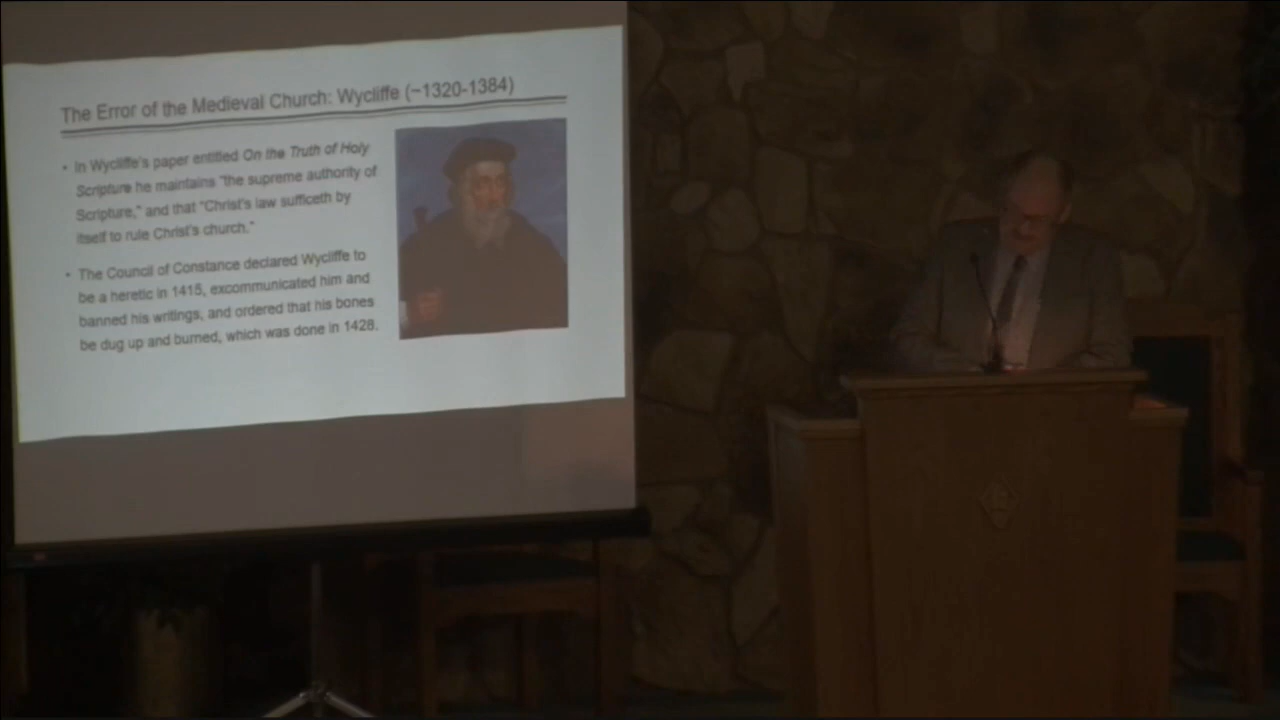 The Error of the Medieval Church: Wycliffe (~1320-1384)
• In Wycliffe's paper entitled On the Truth of Holy
Scripture he maintains "the supreme authority of
Scripture," and that "Christ's law sufficeth by
itself to rule Christ's church."
• The Council of Constance declared Wycliffe to
be a heretic in 1415, excommunicated him and
banned his writings, and ordered that his bones
be dug up and burned, which was done in 1428.